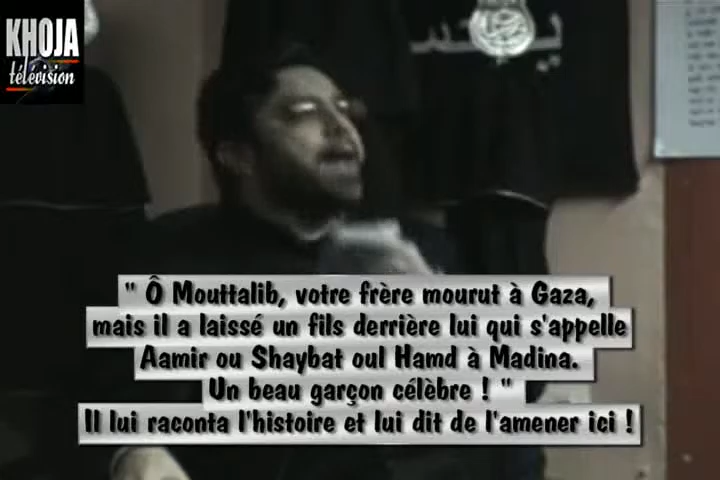 KHOJA
télévision
" Ô Mouttalib, votre frère mourut à Gaza,
mais il a laissé un fils derrière lui qui s'appelle
Aamir ou Shaybat oul Hamd à Madina.
Un beau garçon célèbre ! "
Il lui raconta l'histoire et lui dit de l'amener ici !